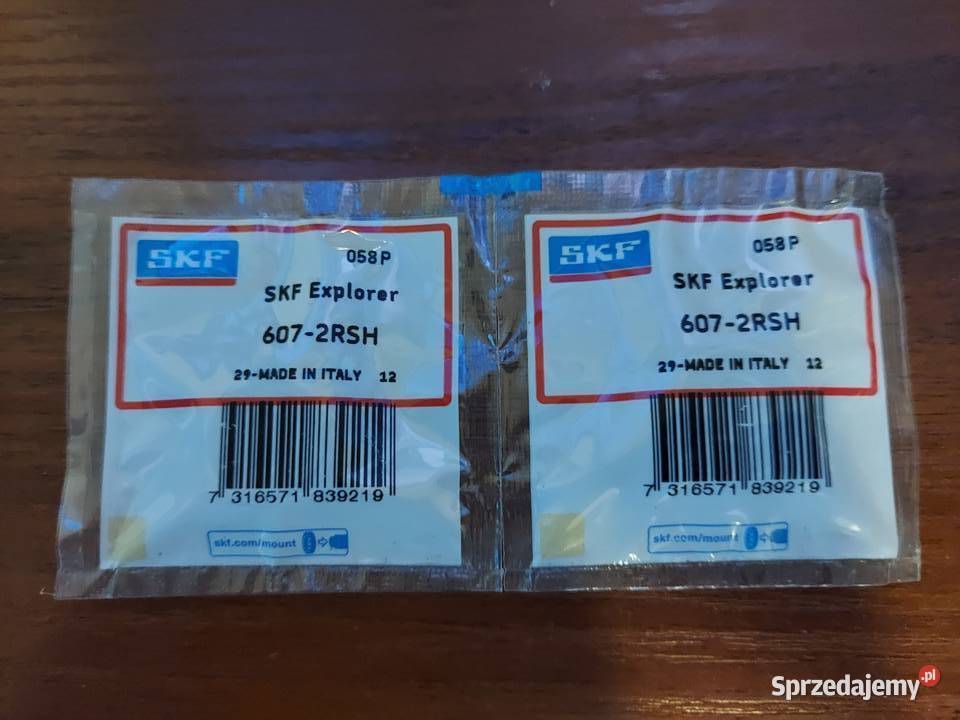 SKF
058P
SKF Explorer
607-2RSH
29-MADE IN ITALY 12
7 316571 839219
skf.com/mount
SKF
058P
SKF Explorer
607-2RSH
29-MADE IN ITALY 12
7 316571 839219
skf.com/mount
Sprzedajemy.pl